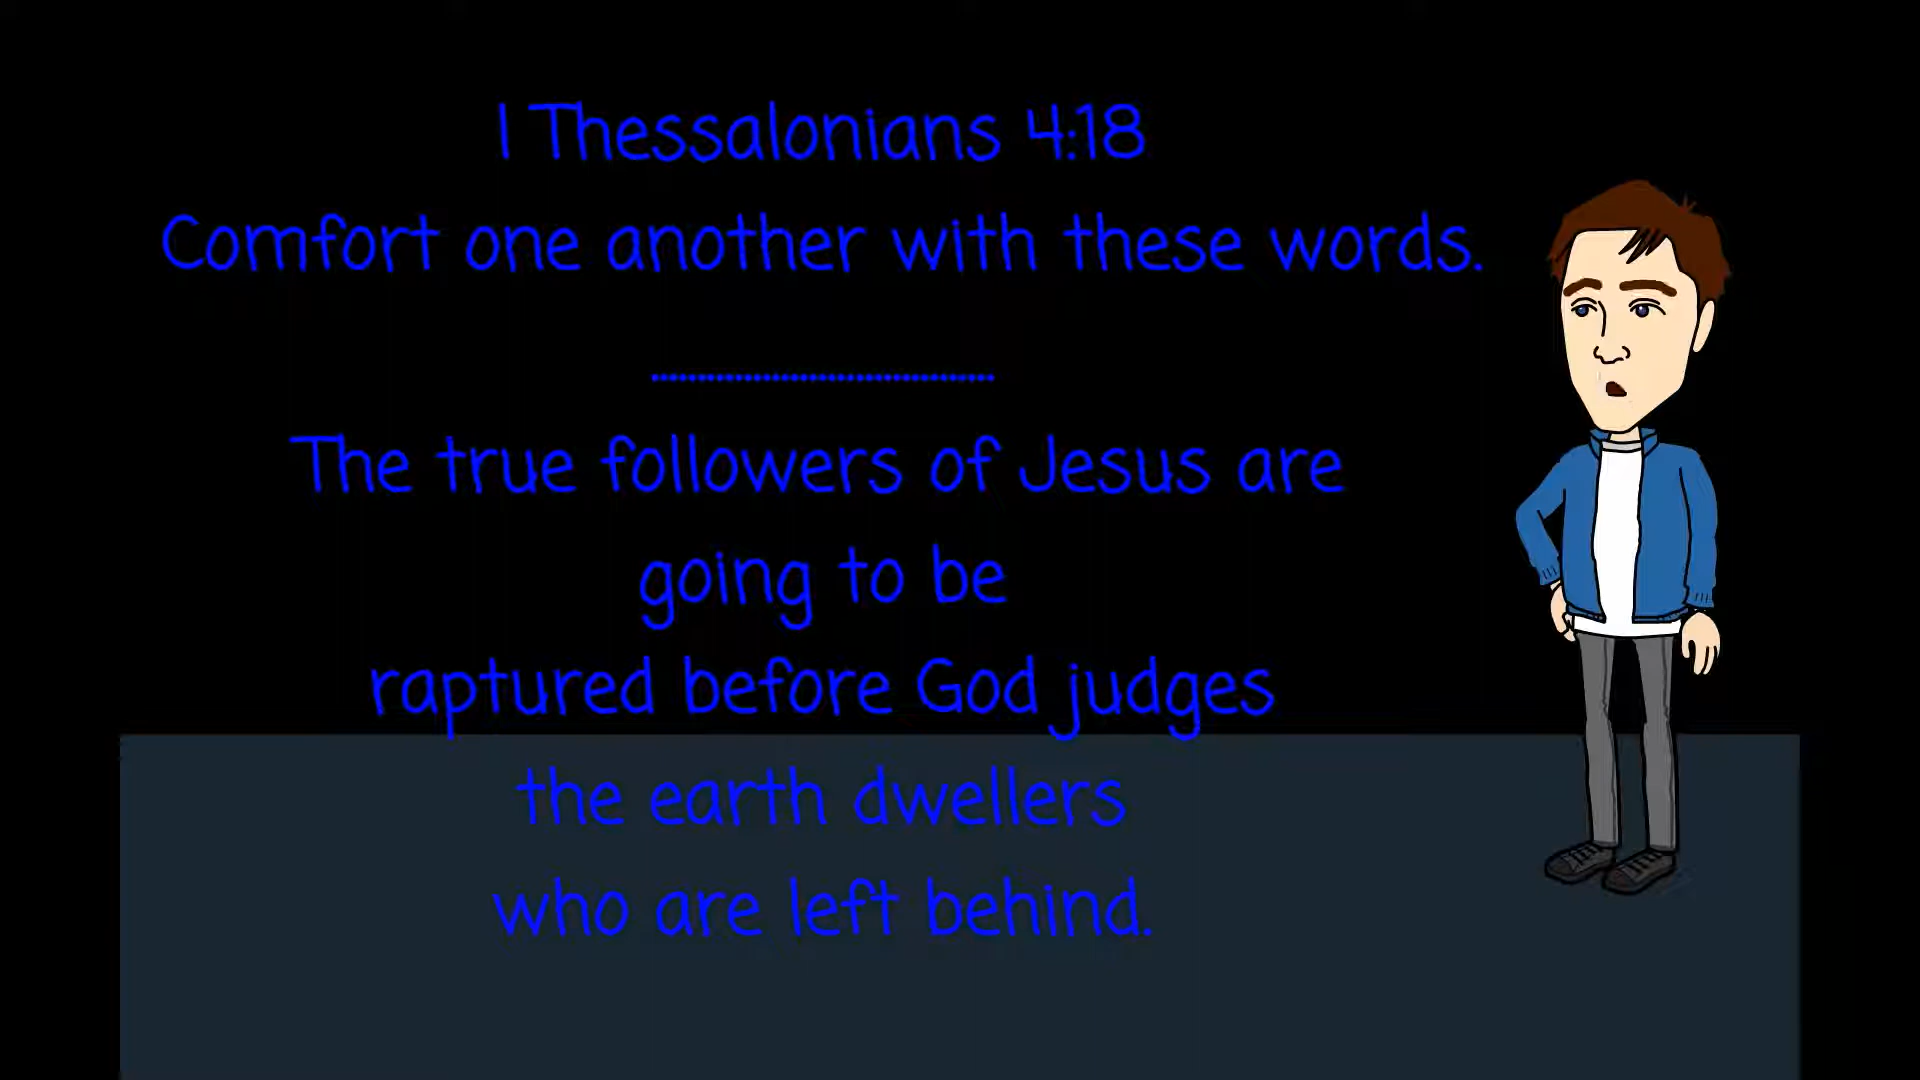 1 Thessalonians 4:18
Comfort one another with these words.
......................................
The true followers of Jesus are
going to be
raptured before God judges
the earth dwellers
who are left behind.